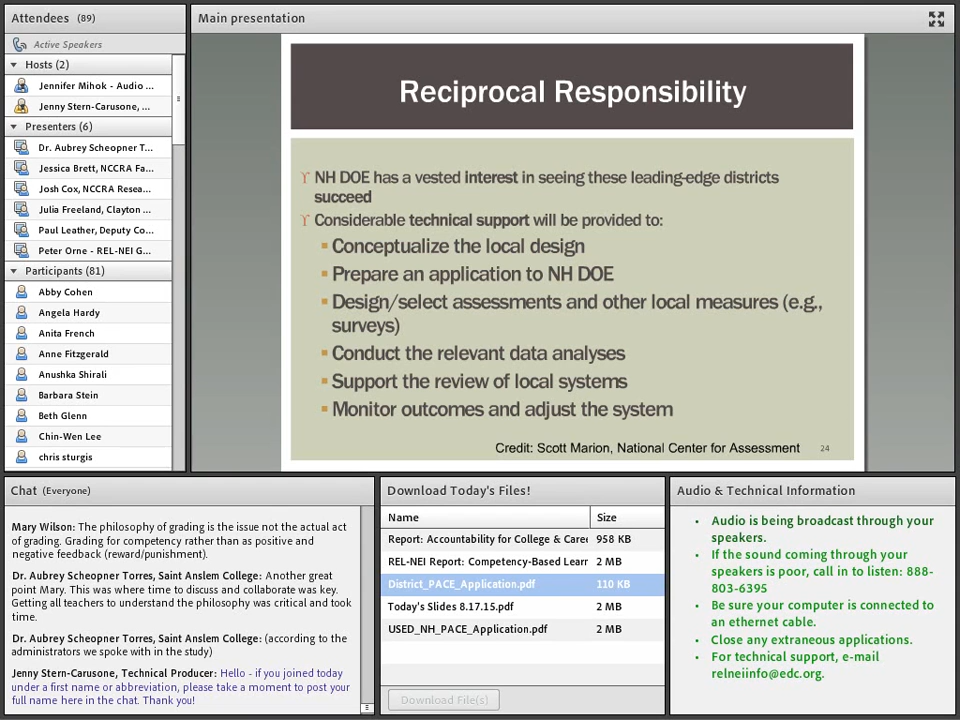 Attendees (89)
Active Speakers
Hosts (2)
Jennifer Mihok - Audio ...
Jenny Stern-Carusone, ...
Presenters (6)
Dr. Aubrey Scheopner T...
Jessica Brett, NCCRA Fa...
Josh Cox, NCCRA Resea...
Julia Freeland, Clayton ...
Paul Leather, Deputy Co...
Peter Orne - REL-NEI G...
Participants (81)
Abby Cohen
Angela Hardy
Anita French
Anne Fitzgerald
Anushka Shirali
Barbara Stein
Beth Glenn
Chin-Wen Lee
chris sturgis
Main presentation
Reciprocal Responsibility
NH DOE has a vested interest in seeing these leading-edge districts
succeed
Considerable technical support will be provided to:
Conceptualize the local design
Prepare an application to NH DOE
Design/select assessments and other local measures (e.g.,
surveys)
Conduct the relevant data analyses
Support the review of local systems
Monitor outcomes and adjust the system
Credit: Scott Marion, National Center for Assessment
24
Chat (Everyone)
Mary Wilson: The philosophy of grading is the issue not the actual act
of grading. Grading for competency rather than as positive and
negative feedback (reward/punishment).
Dr. Aubrey Scheopner Torres, Saint Anslem College: Another great
point Mary. This was where time to discuss and collaborate was key.
Getting all teachers to understand the philosophy was critical and took
time.
Dr. Aubrey Scheopner Torres, Saint Anslem College: (according to the
administrators we spoke with in the study)
Jenny Stern-Carusone, Technical Producer: Hello - if you joined today
under a first name or abbreviation, please take a moment to post your
full name here in the chat. Thank you!
Download Today's Files!
Name Size
Report: Accountability for College & Caree 958 KB
REL-NEI Report: Competency-Based Learn 2 MB
District_PACE_Application.pdf 110 KB
Today's Slides 8.17.15.pdf 2 MB
USED_NH_PACE_Application.pdf 2 MB
Download File(s)
Audio & Technical Information
• Audio is being broadcast through your
speakers.
• If the sound coming through your
speakers is poor, call in to listen: 888-
803-6395
• Be sure your computer is connected to
an ethernet cable.
• Close any extraneous applications.
• For technical support, e-mail
relneiinfo@edc.org.